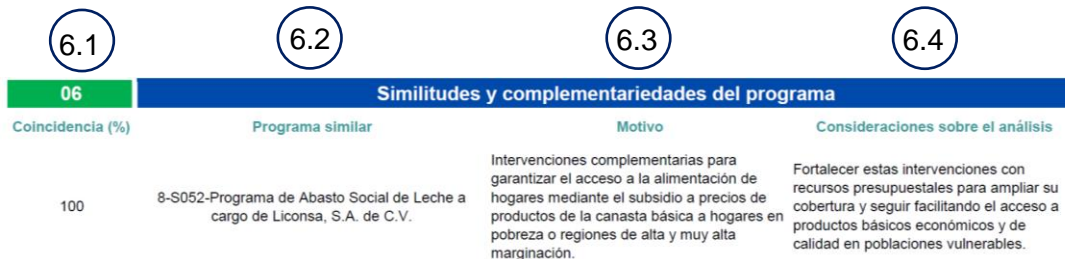 6.1
6.2
6.3
6.4
06
Similitudes y complementariedades del programa
Coincidencia (%)
Programa similar
Motivo
Consideraciones sobre el análisis
100
8-S052-Programa de Abasto Social de Leche a
cargo de Liconsa, S.A. de C.V.
Intervenciones complementarias para
garantizar el acceso a la alimentación de
hogares mediante el subsidio a precios de
productos de la canasta básica a hogares en
pobreza o regiones de alta y muy alta
marginación.
Fortalecer estas intervenciones con
recursos presupuestales para ampliar su
cobertura y seguir facilitando el acceso a
productos básicos económicos y de
calidad en poblaciones vulnerables.